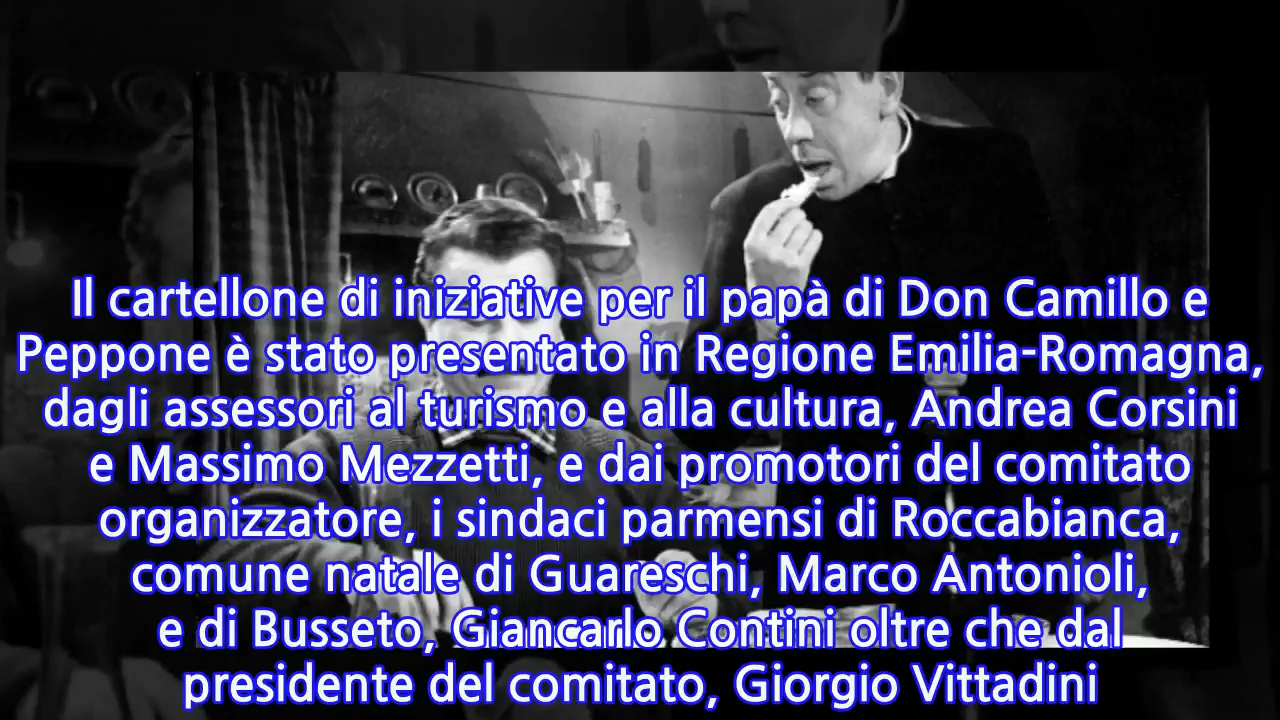 Il cartellone di iniziative per il papà di Don Camillo e
Peppone è stato presentato in Regione Emilia-Romagna,
dagli assessori al turismo e alla cultura, Andrea Corsini
e Massimo Mezzetti, e dai promotori del comitato
organizzatore, i sindaci parmensi di Roccabianca,
comune natale di Guareschi, Marco Antonioli,
e di Busseto, Giancarlo Contini oltre che dal
presidente del comitato, Giorgio Vittadini